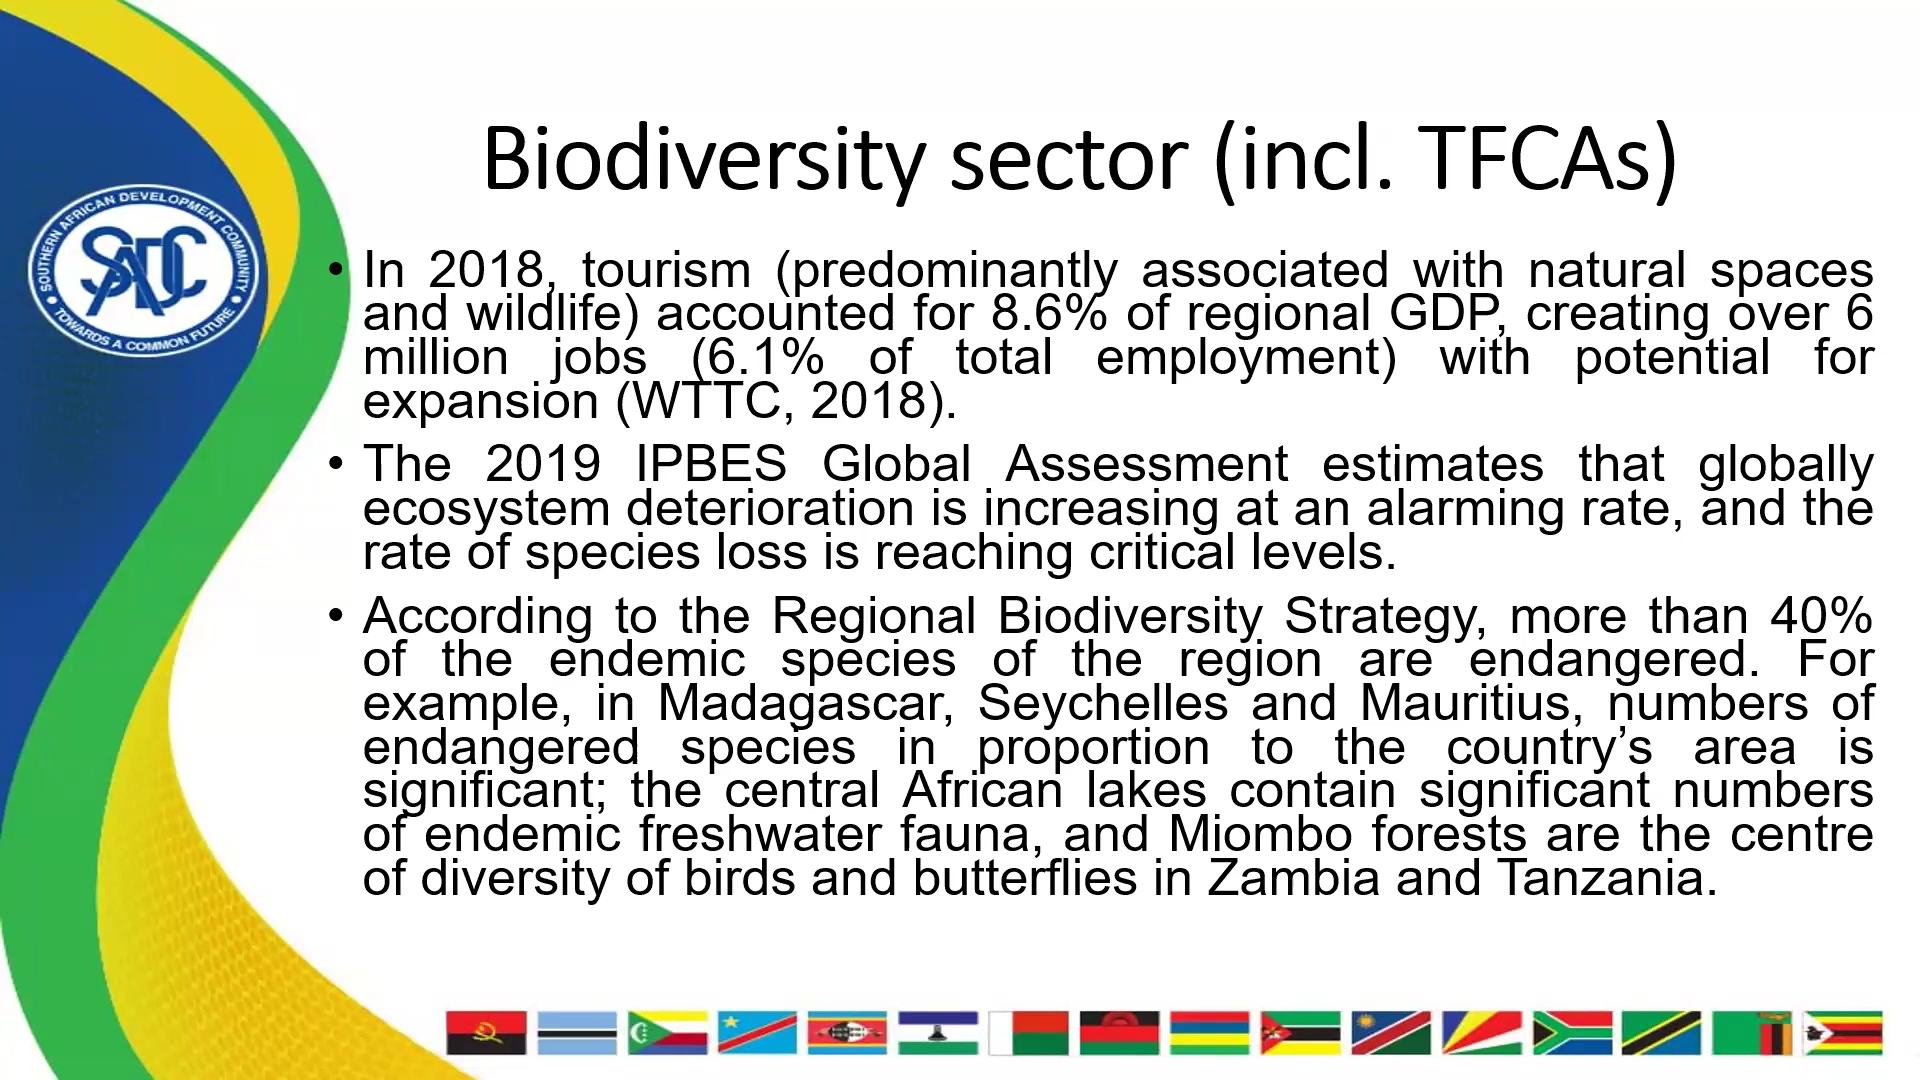 Biodiversity sector (incl. TFCAs)
SOUTHERN AFRICAN DEVELOPMENT COMMUNITY
SADC
TOWARDS A COMMON FUTURE
• In 2018, tourism (predominantly associated with natural spaces
and wildlife) accounted for 8.6% of regional GDP, creating over 6
million jobs (6.1% of total employment) with potential for
expansion (WTTC, 2018).
• The 2019 IPBES Global Assessment estimates that globally
ecosystem deterioration is increasing at an alarming rate, and the
rate of species loss is reaching critical levels.
• According to the Regional Biodiversity Strategy, more than 40%
of the endemic species of the region are endangered. For
example, in Madagascar, Seychelles and Mauritius, numbers of
endangered species in proportion to the country’s area is
significant; the central African lakes contain significant numbers
of endemic freshwater fauna, and Miombo forests are the centre
of diversity of birds and butterflies in Zambia and Tanzania.